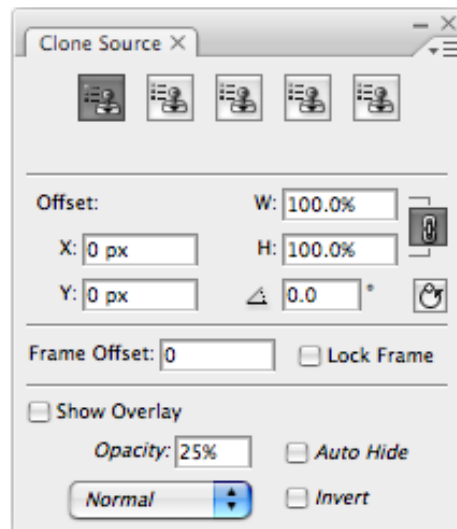 Clone Source
Offset: W: 100.0%
X: 0 px H: 100.0%
Y: 0 px 0.0 °
Frame Offset: 0 Lock Frame
Show Overlay
Opacity: 25% Auto Hide
Normal Invert